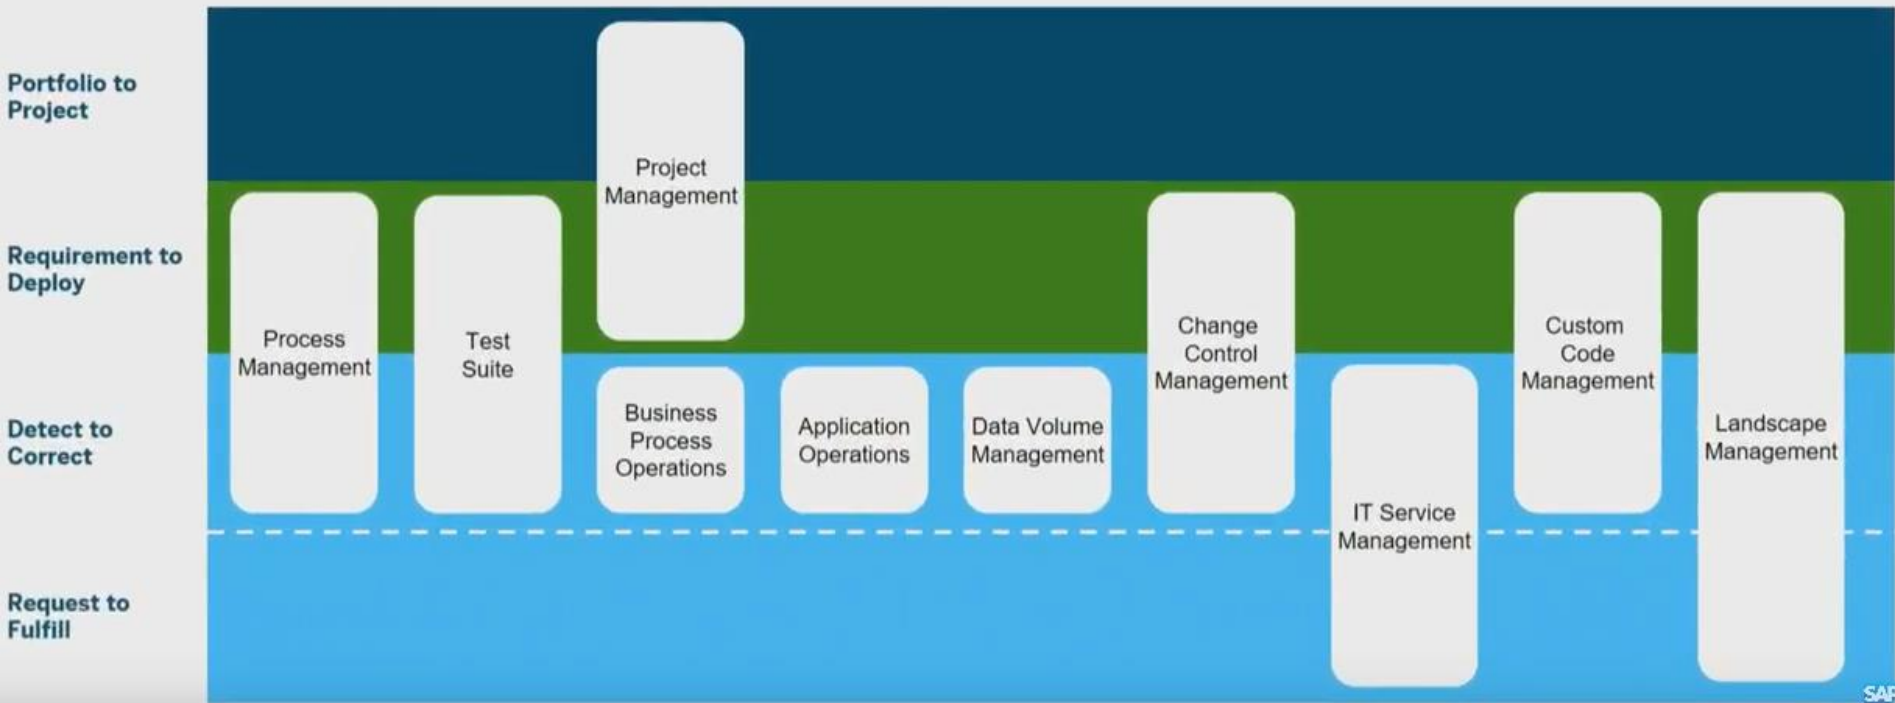 Portfolio to
Project
Requirement to
Deploy
Detect to
Correct
Request to
Fulfill
Process
Management
Test
Suite
Project
Management
Business
Process
Operations
Application
Operations
Data Volume
Management
Change
Control
Management
IT Service
Management
Custom
Code
Management
Landscape
Management
SAP